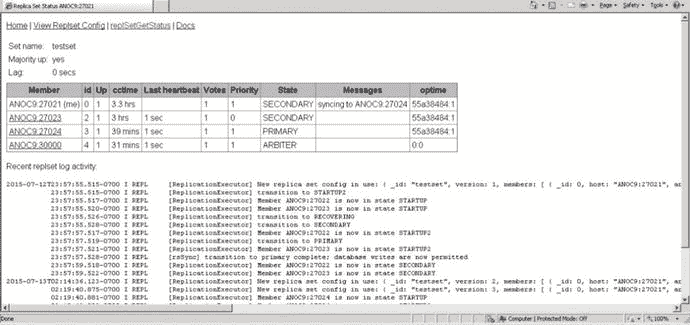 Replica Set Status ANOC9:27021
Page Safety Tools
Home | View Replset Config | replSetGetStatus | Docs
Set name: testset
Majority up: yes
Lag: 0 secs
Member id Up cctime Last heartbeat Votes Priority State Messages optime
ANOC9:27021 (me) 0 1 3.3 hrs 1 1 SECONDARY syncing to ANOC9:27024 55a38484:1
ANOC9:27023 2 1 3 hrs 1 sec 1 0 SECONDARY 55a38484:1
ANOC9:27024 3 1 39 mins 1 sec 1 1 PRIMARY 55a38484:1
ANOC9:30000 4 1 31 mins 1 sec 1 1 ARBITER 0:0
Recent replset log activity:
2015-07-12T23:57:55.515-0700 I REPL [ReplicationExecutor] New replica set config in use: { _id: "testset", version: 1, members: [ { _id: 0, host: "ANOC9:27021", ar
23:57:55.515-0700 I REPL [ReplicationExecutor] transition to STARTUP2
23:57:55.517-0700 I REPL [ReplicationExecutor] Member ANOC9:27022 is now in state STARTUP
23:57:55.517-0700 I REPL [ReplicationExecutor] Member ANOC9:27023 is now in state STARTUP
23:57:55.526-0700 I REPL [ReplicationExecutor] transition to RECOVERING
23:57:55.528-0700 I REPL [ReplicationExecutor] transition to SECONDARY
23:57:57.517-0700 I REPL [ReplicationExecutor] Member ANOC9:27022 is now in state STARTUP2
23:57:57.519-0700 I REPL [ReplicationExecutor] transition to PRIMARY
23:57:57.521-0700 I REPL [ReplicationExecutor] Member ANOC9:27023 is now in state STARTUP2
23:57:57.528-0700 I REPL [rsSync] transition to primary complete; database writes are now permitted
23:57:59.518-0700 I REPL [ReplicationExecutor] Member ANOC9:27022 is now in state SECONDARY
23:57:59.522-0700 I REPL [ReplicationExecutor] Member ANOC9:27023 is now in state SECONDARY
2015-07-13T02:14:36.123-0700 I REPL [ReplicationExecutor] New replica set config in use: { _id: "testset", version: 2, members: [ { _id: 0, host: "ANOC9:27021", ar
02:19:40.875-0700 I REPL [ReplicationExecutor] New replica set config in use: { _id: "testset", version: 3, members: [ { _id: 0, host: "ANOC9:27021", ar
02:19:40.881-0700 I REPL [ReplicationExecutor] Member ANOC9:27024 is now in state STARTUP
Done Computer | Protected Mode: Off 100%